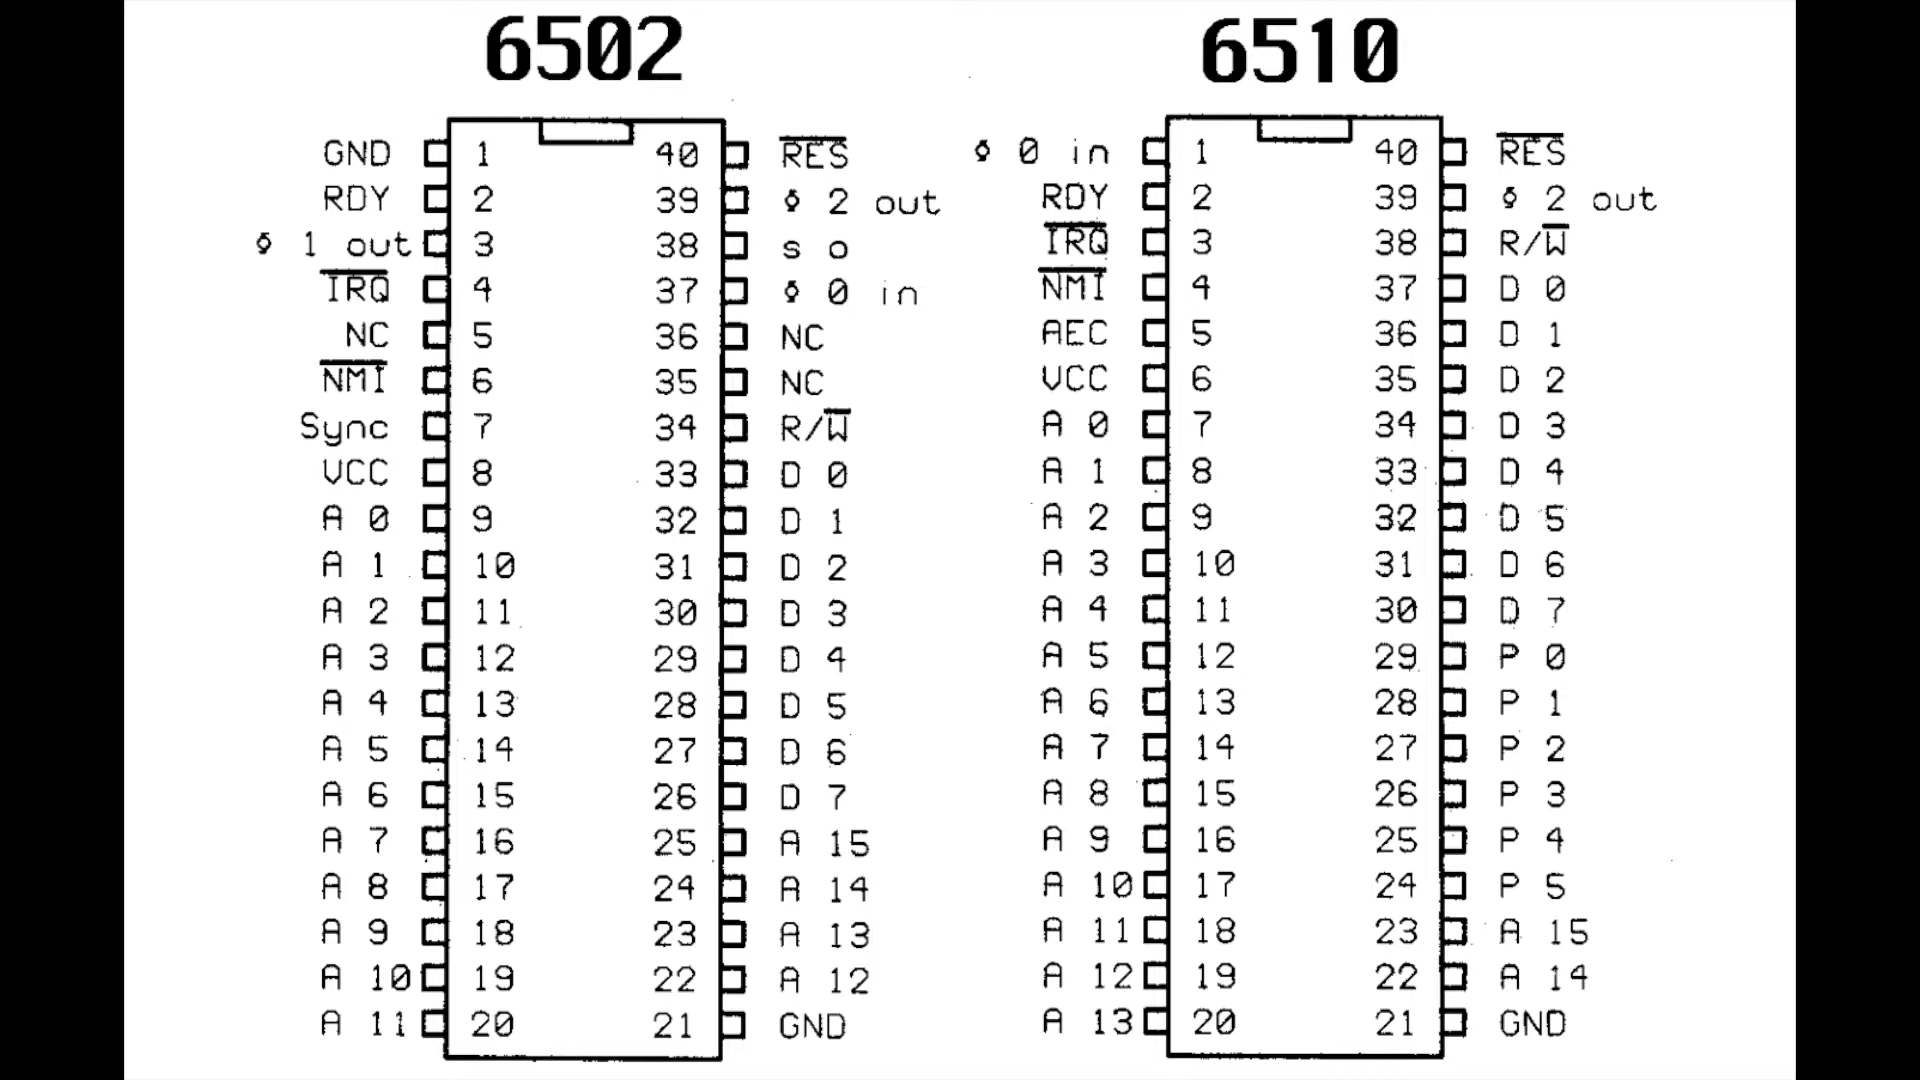 6502 6510
GND 1 40 RES φ 0 in 1 40 RES
RDY 2 39 φ 2 out RDY 2 39 φ 2 out
φ 1 out 3 38 s o IRQ 3 38 R/W
IRQ 4 37 φ 0 in NMI 4 37 D 0
NC 5 36 NC AEC 5 36 D 1
NMI 6 35 NC VCC 6 35 D 2
Sync 7 34 R/W A 0 7 34 D 3
VCC 8 33 D 0 A 1 8 33 D 4
A 0 9 32 D 1 A 2 9 32 D 5
A 1 10 31 D 2 A 3 10 31 D 6
A 2 11 30 D 3 A 4 11 30 D 7
A 3 12 29 D 4 A 5 12 29 P 0
A 4 13 28 D 5 A 6 13 28 P 1
A 5 14 27 D 6 A 7 14 27 P 2
A 6 15 26 D 7 A 8 15 26 P 3
A 7 16 25 A 15 A 9 16 25 P 4
A 8 17 24 A 14 A 10 17 24 P 5
A 9 18 23 A 13 A 11 18 23 A 15
A 10 19 22 A 12 A 12 19 22 A 14
A 11 20 21 GND A 13 20 21 GND